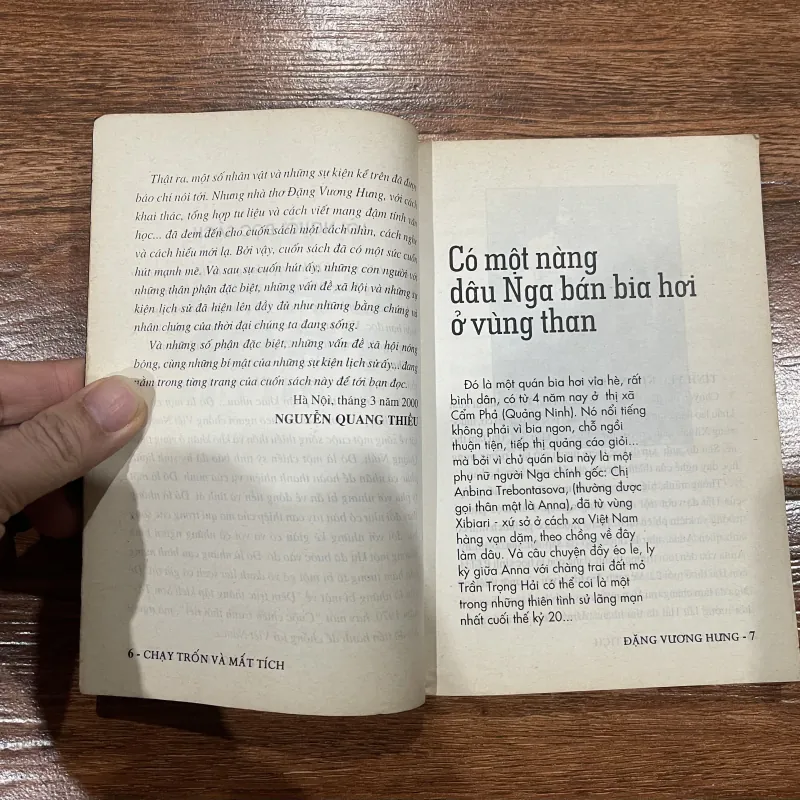 Thật ra, một số nhân vật và những sự kiện kể trên đã được
báo chí nói tới. Nhưng nhà thơ Đặng Vương Hưng, với cách
khai thác, tổng hợp tư liệu và cách viết mang đậm tính văn
học... đã đem đến cho cuốn sách một cách nhìn, cách nghe
và cách hiểu mới lạ. Bởi vậy, cuốn sách đã có một sức cuốn
hút mạnh mẽ. Và sau sự cuốn hút ấy, những con người với
những thân phận đặc biệt, những vấn đề xã hội và những sự
kiện lịch sử đã hiện lên đầy đủ như những bằng chứng và
nhân chứng của thời đại chúng ta đang sống.
Và những số phận đặc biệt, những vấn đề xã hội nóng
bỏng, cùng những bí mật của những sự kiện lịch sử ấy... đang
nằm trong từng trang của cuốn sách này để tới bạn đọc.
Hà Nội, tháng 3 năm 2000
NGUYỄN QUANG THIỀU
6 - CHẠY TRỐN VÀ MẤT TÍCH
Có một nàng
dâu Nga bán bia hơi
ở vùng than
Đó là một quán bia hơi vỉa hè, rất
bình dân, có từ 4 năm nay ở thị xã
Cẩm Phả (Quảng Ninh). Nó nổi tiếng
không phải vì bia ngon, chỗ ngồi
thuận tiện, tiếp thị quảng cáo giỏi...
mà bởi vì chủ quán bia này là một
phụ nữ người Nga chính gốc: Chị
Anbina Trebontasova, (thường được
gọi thân mật là Anna), đã từ vùng
Xibiari - xứ sở ở cách xa Việt Nam
hàng vạn dặm, theo chồng về đây
làm dâu. Và câu chuyện đầy éo le, ly
kỳ giữa Anna với chàng trai đất mỏ
Trần Trọng Hải có thể coi là một
trong những thiên tình sử lãng mạn
nhất cuối thế kỷ 20...
ĐẶNG VƯƠNG HƯNG - 7